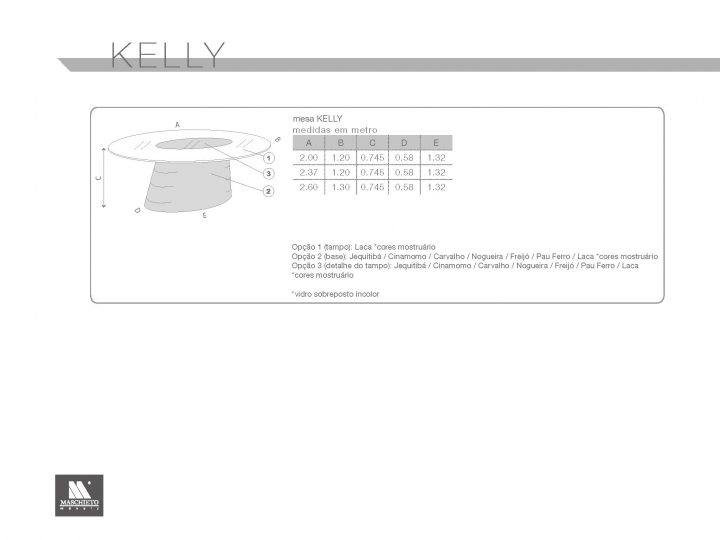 KELLY
mesa KELLY
medidas em metro
A B C D E
2.00 1.20 0.745 0.58 1.32
2.37 1.20 0.745 0.58 1.32
2.60 1.30 0.745 0.58 1.32
A
B
1
3
C
2
D
E
Opção 1 (tampo): Laca *cores mostruário
Opção 2 (base): Jequitibá / Cinamomo / Carvalho / Nogueira / Freijó / Pau Ferro / Laca *cores mostruário
Opção 3 (detalhe do tampo): Jequitibá / Cinamomo / Carvalho / Nogueira / Freijó / Pau Ferro / Laca
*cores mostruário
*vidro sobreposto incolor
MASCHIETO
MÓVEIS